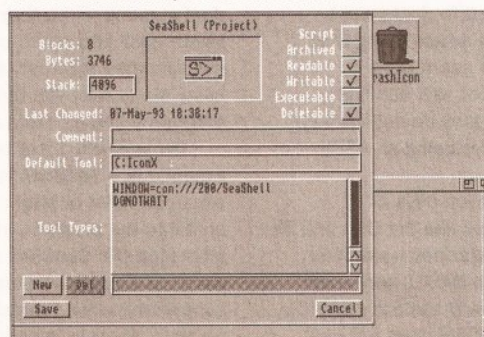 SeaShell (Project)
Blocks: 8
Bytes: 3746
Stack: 4096
S>
Script
Archived
Readable
Writable
Executable
Deletable
Last Changed: 07-May-93 18:38:17
Comment:
Default Tool: C:IconX
Tool Types:
WINDOW=con:///200/SeaShell
DONOTWAIT
New
Del
Save
Cancel
rashIcon